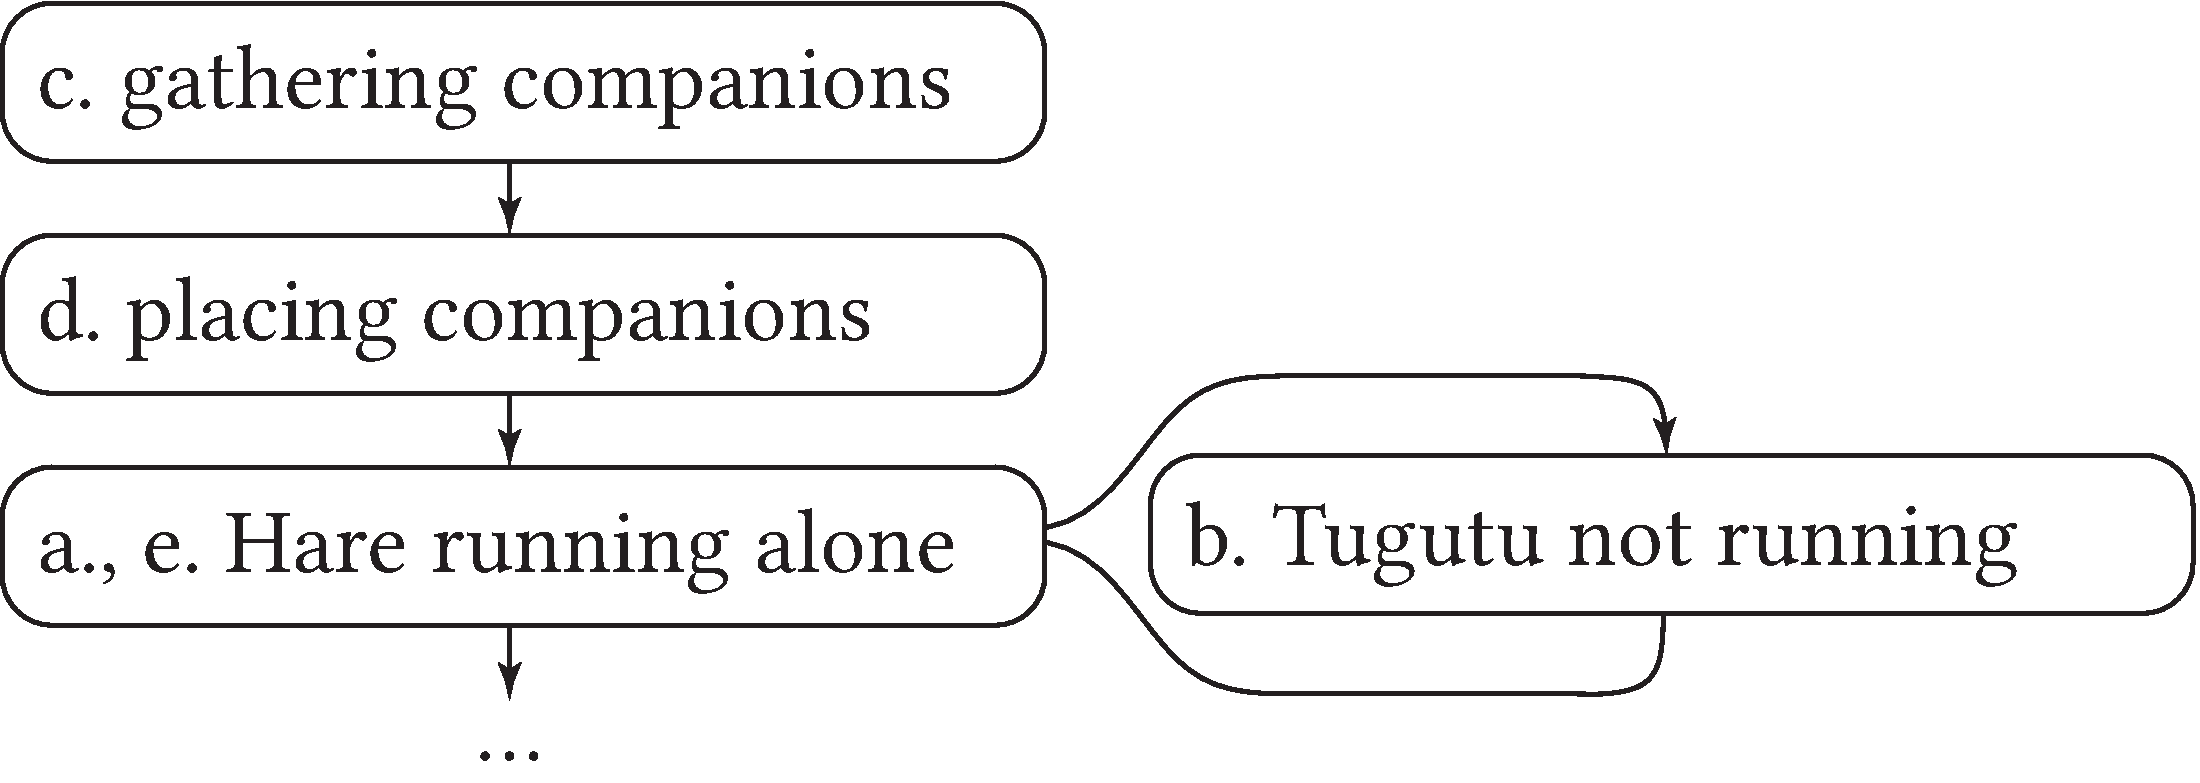 c. gathering companions
d. placing companions
a., e. Hare running alone
b. Tugutu not running
...